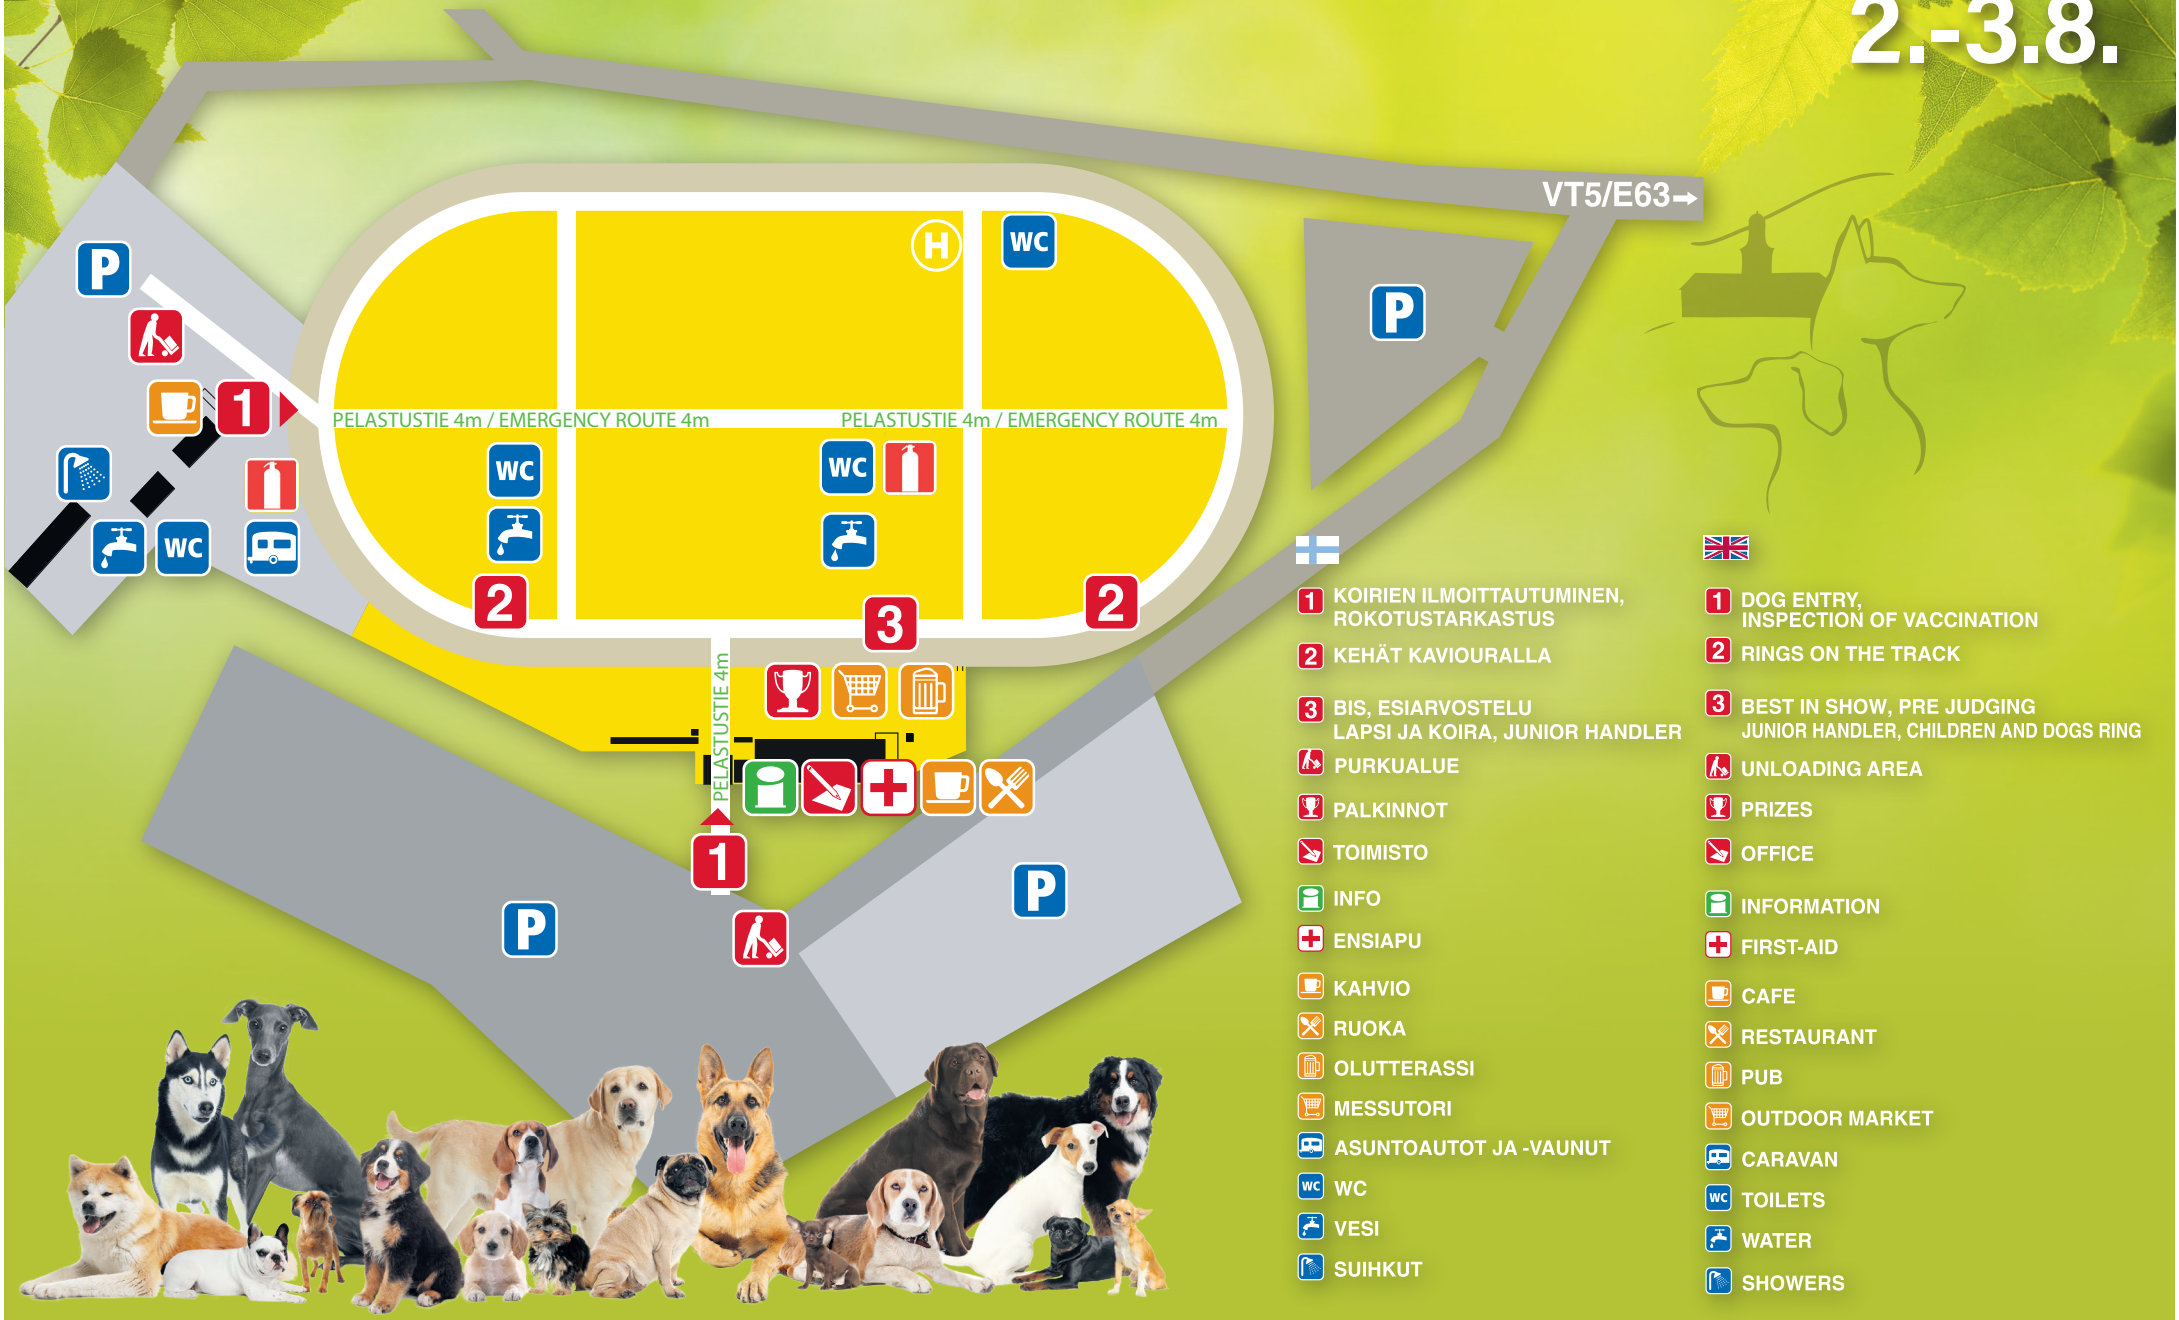 2.-3.8.
VT5/E63
P
H
WC
P
1
PELASTUSTIE 4m / EMERGENCY ROUTE 4m
PELASTUSTIE 4m / EMERGENCY ROUTE 4m
WC
WC
WC
2
3
2
PELASTUSTIE 4m
1
P
P
1 KOIRIEN ILMOITTAUTUMINEN,
ROKOTUSTARKASTUS
2 KEHÄT KAVIOURALLA
3 BIS, ESIARVOSTELU
LAPSI JA KOIRA, JUNIOR HANDLER
PURKUALUE
PALKINNOT
TOIMISTO
INFO
ENSIAPU
KAHVIO
RUOKA
OLUTTERASSI
MESSUTORI
ASUNTOAUTOT JA -VAUNUT
WC WC
VESI
SUIHKUT
1 DOG ENTRY,
INSPECTION OF VACCINATION
2 RINGS ON THE TRACK
3 BEST IN SHOW, PRE JUDGING
JUNIOR HANDLER, CHILDREN AND DOGS RING
UNLOADING AREA
PRIZES
OFFICE
INFORMATION
FIRST-AID
CAFE
RESTAURANT
PUB
OUTDOOR MARKET
CARAVAN
WC TOILETS
WATER
SHOWERS